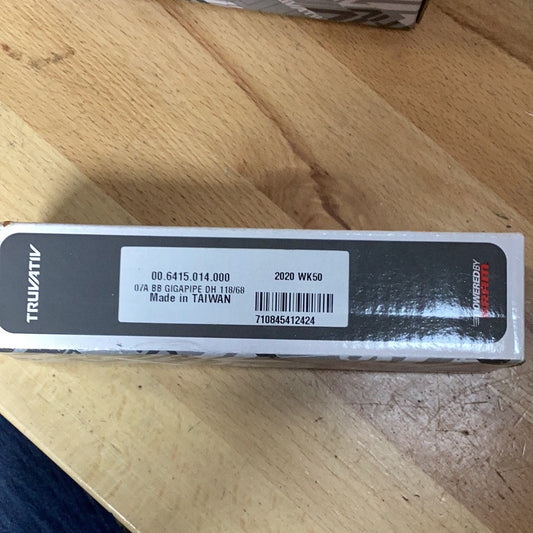 TRUVATIV
00.6415.014.000
2020 WK50
07A BB GIGAPIPE DH 118/68
Made in TAIWAN
710845412424
POWERED BY
SRAM